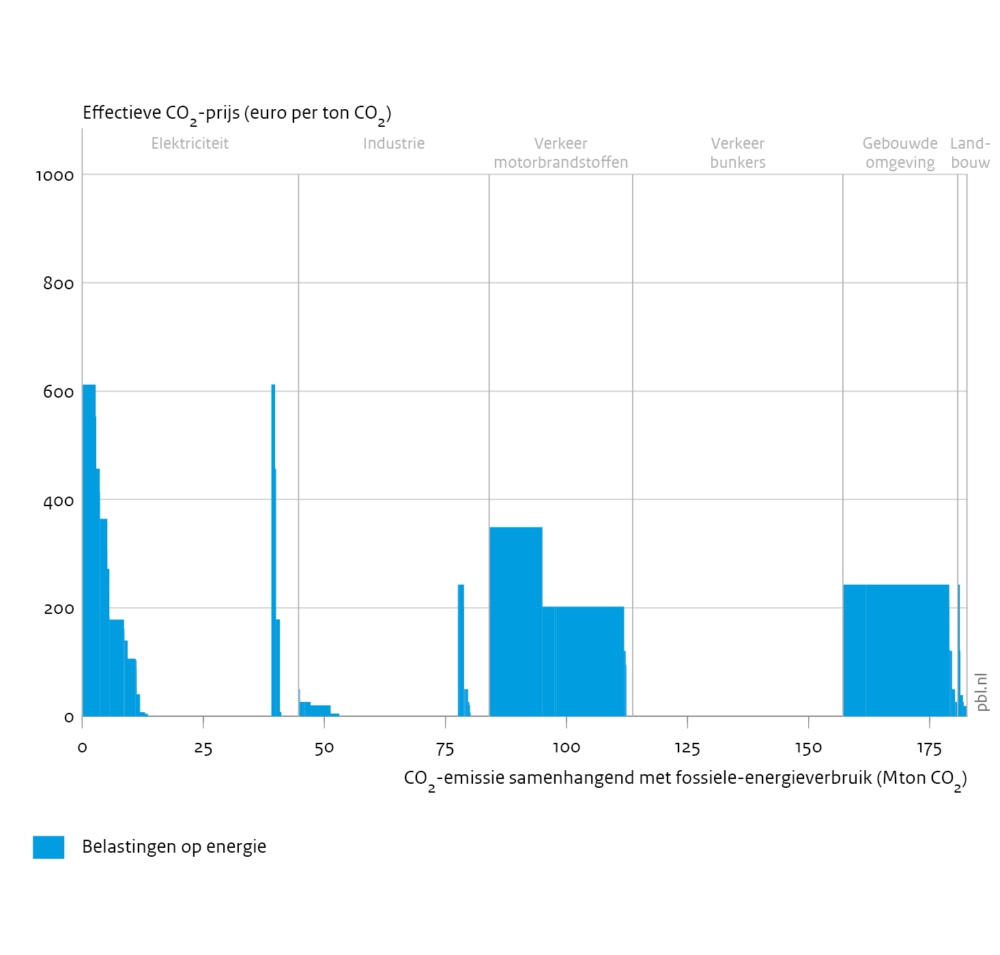 Effectieve CO₂-prijs (euro per ton CO₂)
Elektriciteit
Industrie
Verkeer
motorbrandstoffen
Verkeer
bunkers
Gebouwde
omgeving
Land-
bouw
1000
800
600
400
200
0
0 25 50 75 100 125 150 175
CO₂-emissie samenhangend met fossiele-energieverbruik (Mton CO₂)
pbl.nl
Belastingen op energie